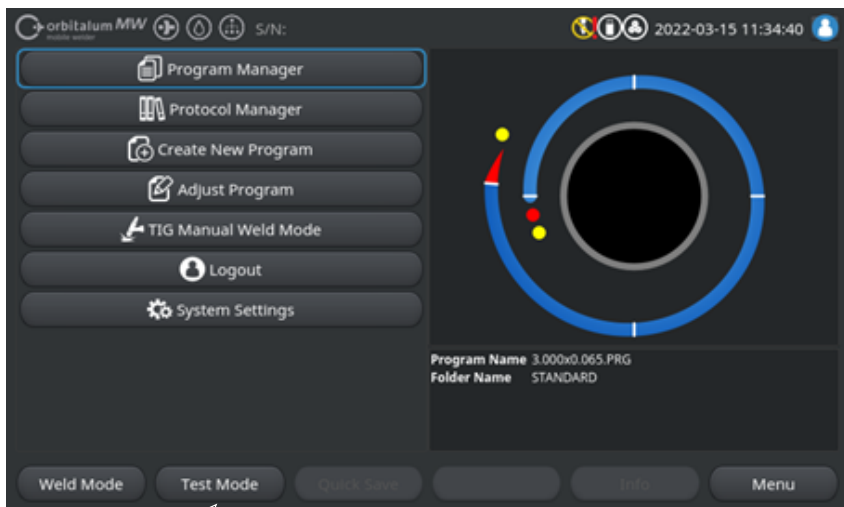 orbitalum MW S/N: 2022-03-15 11:34:40
mobile welder
Program Manager
Protocol Manager
Create New Program
Adjust Program
TIG Manual Weld Mode
Logout
System Settings
Program Name 3.000x0.065.PRG
Folder Name STANDARD
Weld Mode Test Mode Quick Save Info Menu